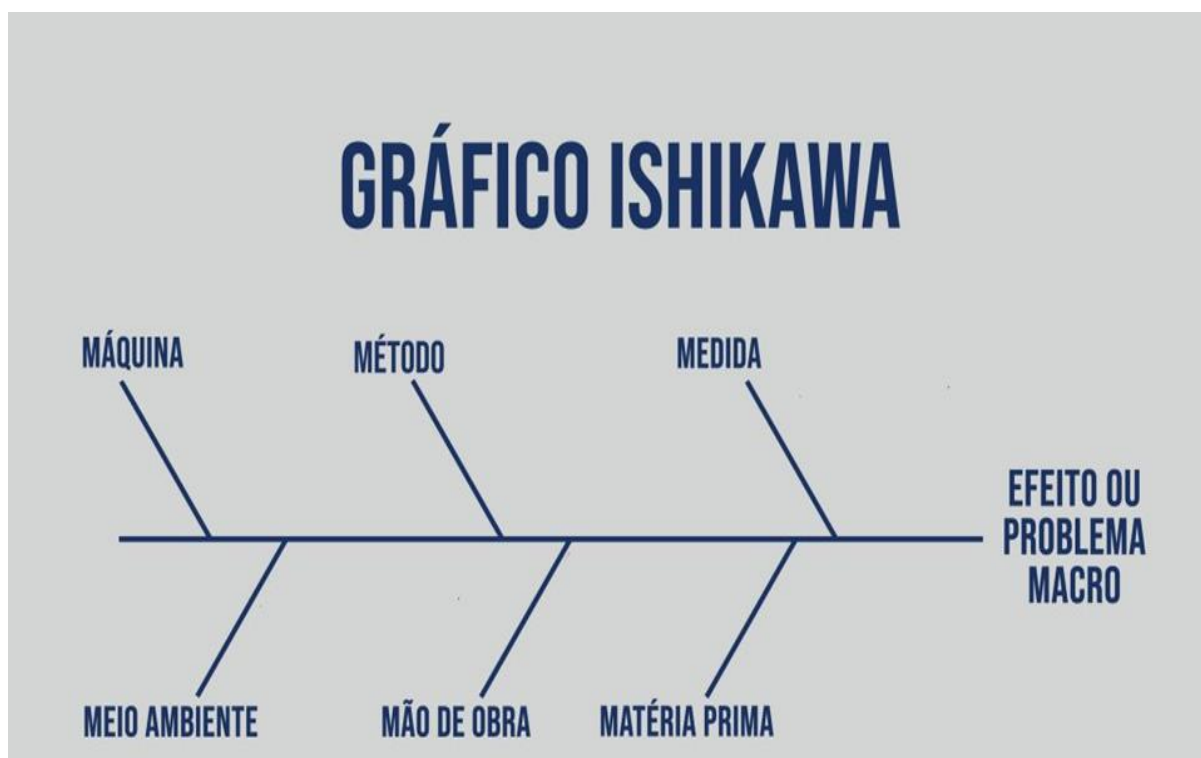 GRÁFICO ISHIKAWA
MÁQUINA
MÉTODO
MEDIDA
EFEITO OU
PROBLEMA
MACRO
MEIO AMBIENTE
MÃO DE OBRA
MATÉRIA PRIMA